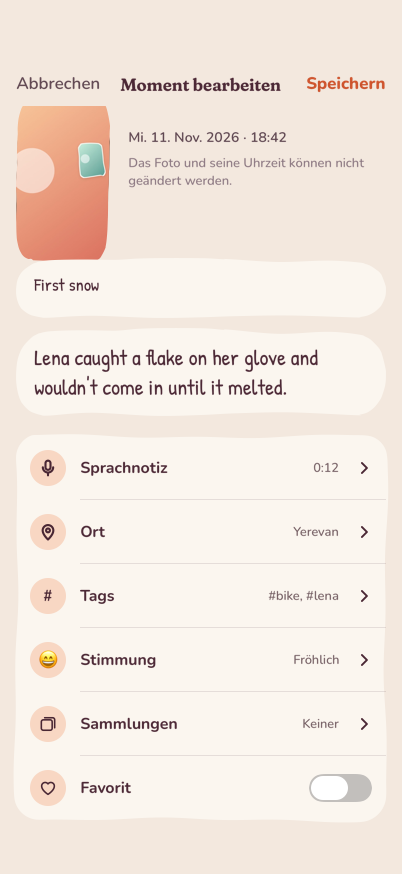 Abbrechen Moment bearbeiten Speichern
Mi. 11. Nov. 2026 · 18:42
Das Foto und seine Uhrzeit können nicht
geändert werden.
First snow
Lena caught a flake on her glove and
wouldn't come in until it melted.
Sprachnotiz 0:12
Ort Yerevan
# Tags #bike, #lena
Stimmung Fröhlich
Sammlungen Keiner
Favorit